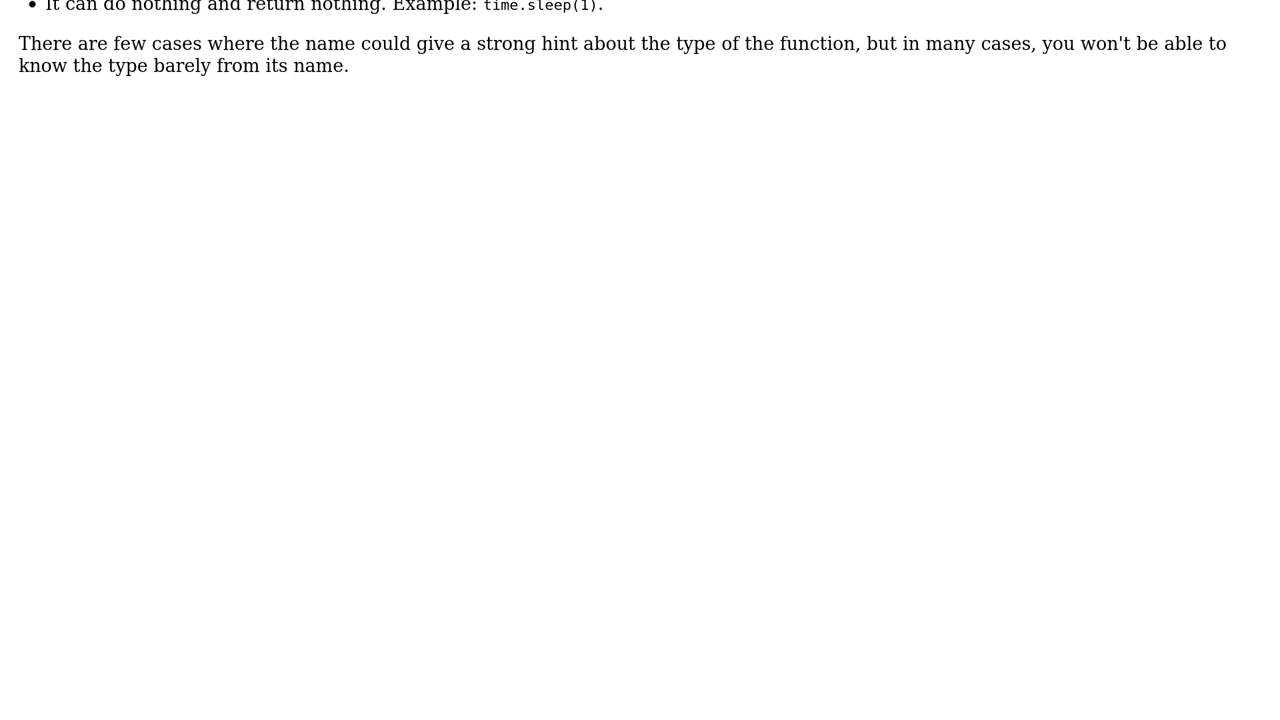 • It can do nothing and return nothing. Example: time.sleep(1).
There are few cases where the name could give a strong hint about the type of the function, but in many cases, you won't be able to
know the type barely from its name.